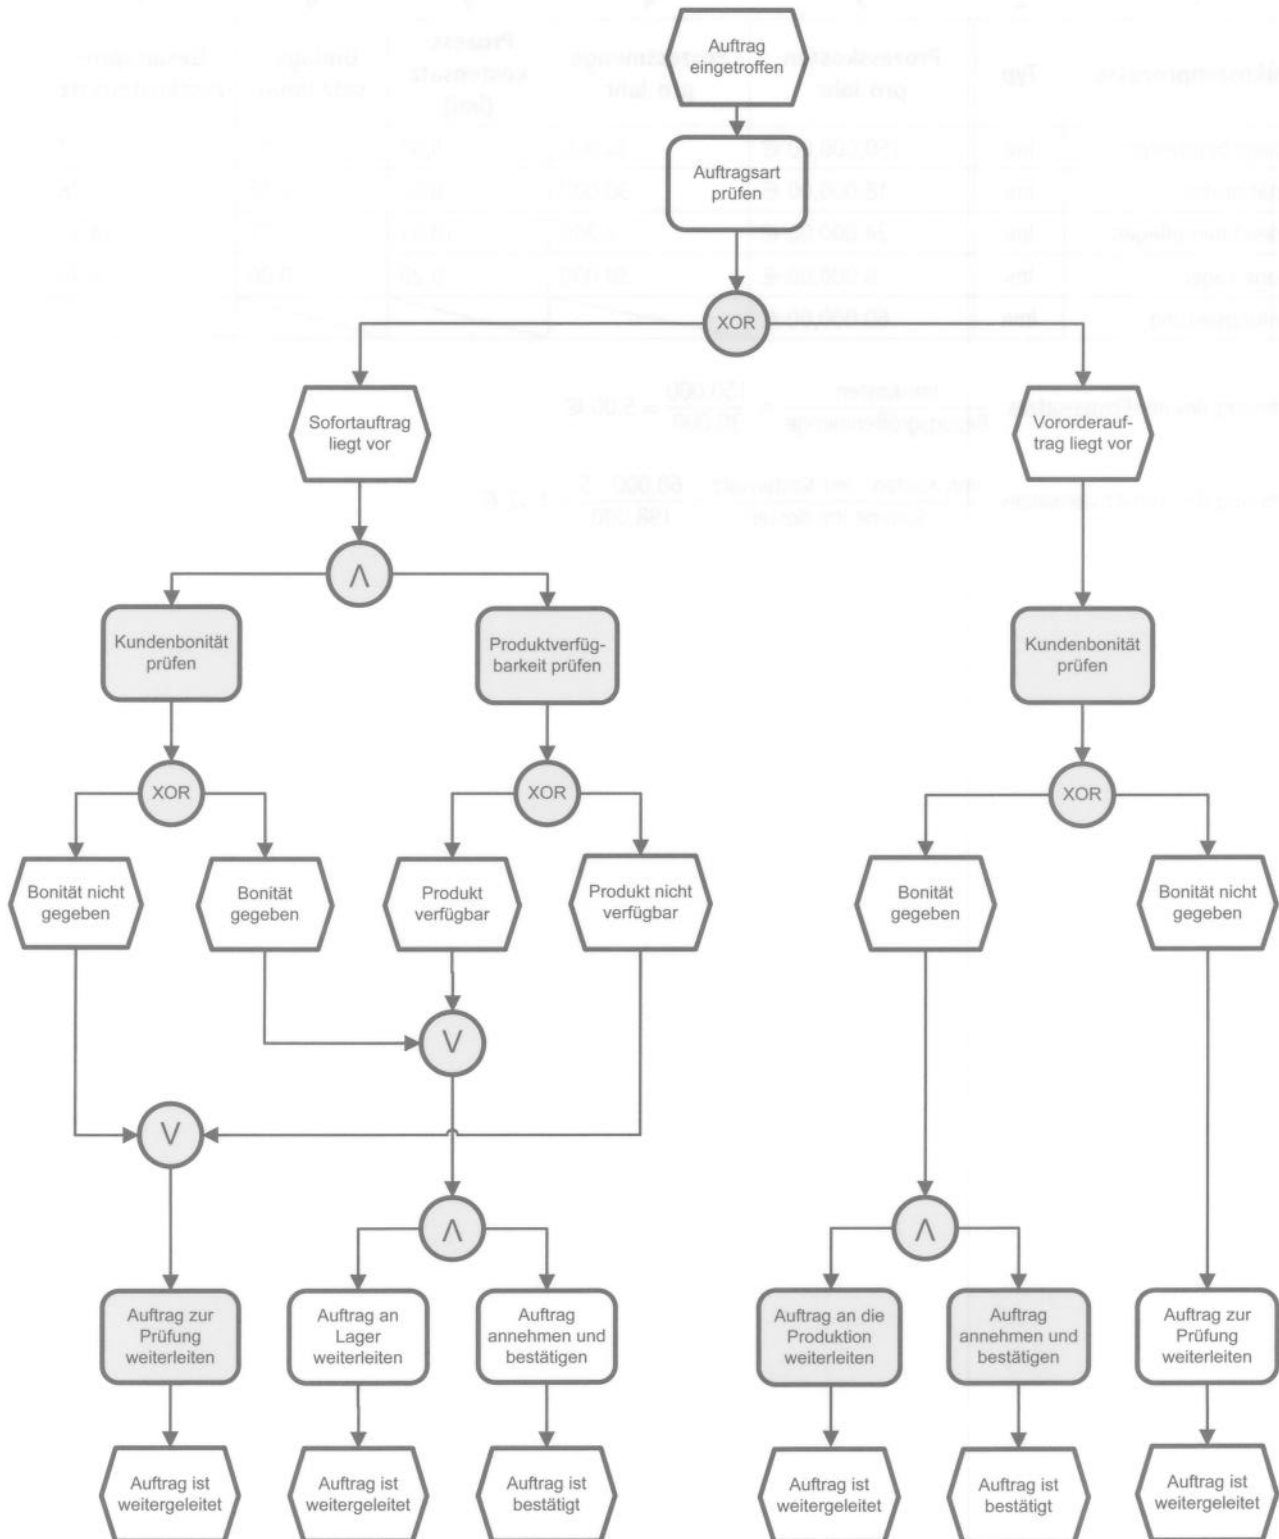 Auftrag
eingetroffen
Auftragsart
prüfen
XOR
Sofortauftrag
liegt vor
Vororderauf-
trag liegt vor
Λ
Kundenbonität
prüfen
Produktverfüg-
barkeit prüfen
Kundenbonität
prüfen
XOR
XOR
XOR
Bonität nicht
gegeben
Bonität
gegeben
Produkt
verfügbar
Produkt nicht
verfügbar
Bonität
gegeben
Bonität nicht
gegeben
V
V
Λ
Λ
Auftrag zur
Prüfung
weiterleiten
Auftrag an
Lager
weiterleiten
Auftrag
annehmen und
bestätigen
Auftrag an die
Produktion
weiterleiten
Auftrag
annehmen und
bestätigen
Auftrag zur
Prüfung
weiterleiten
Auftrag ist
weitergeleitet
Auftrag ist
weitergeleitet
Auftrag ist
bestätigt
Auftrag ist
weitergeleitet
Auftrag ist
bestätigt
Auftrag ist
weitergeleitet